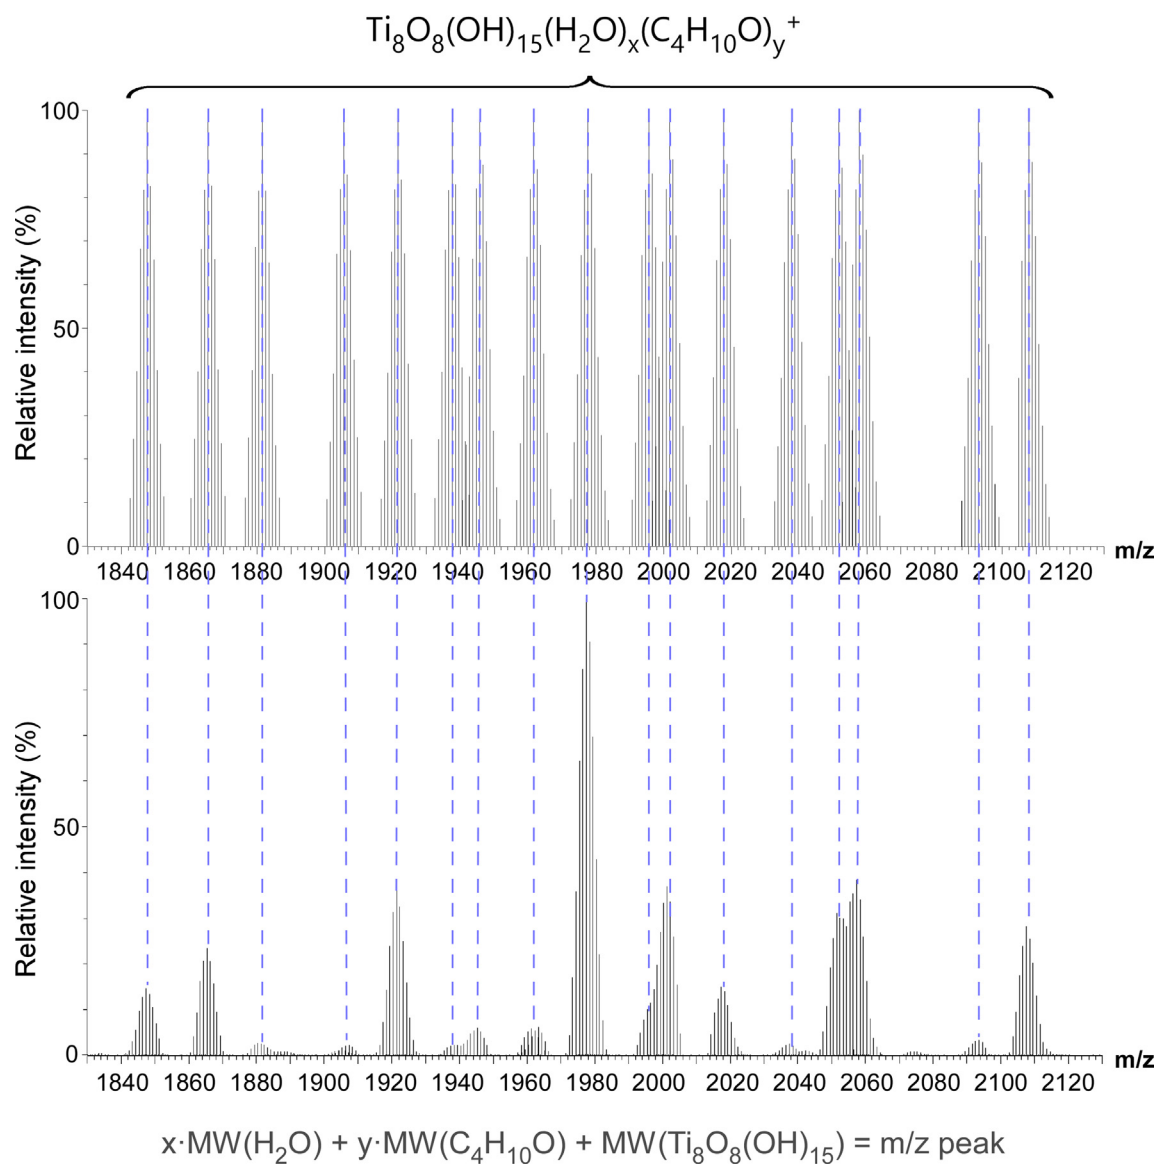 Ti₈O₈(OH)₁₅(H₂O)ₓ(C₄H₁₀O)ᵧ⁺
100
50
0
Relative intensity (%)
1840 1860 1880 1900 1920 1940 1960 1980 2000 2020 2040 2060 2080 2100 2120
m/z
100
50
0
Relative intensity (%)
1840 1860 1880 1900 1920 1940 1960 1980 2000 2020 2040 2060 2080 2100 2120
m/z
x·MW(H₂O) + y·MW(C₄H₁₀O) + MW(Ti₈O₈(OH)₁₅) = m/z peak